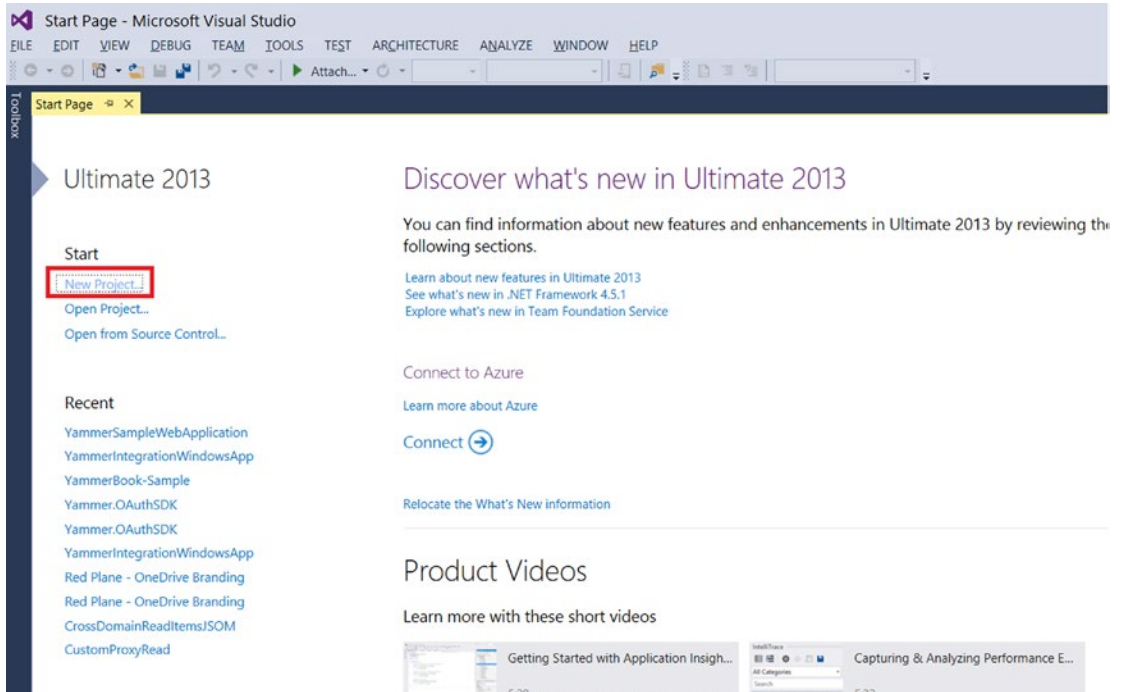 Start Page - Microsoft Visual Studio
FILE EDIT VIEW DEBUG TEAM TOOLS TEST ARCHITECTURE ANALYZE WINDOW HELP
Attach...
Toolbox
Start Page
Ultimate 2013
Start
New Project...
Open Project...
Open from Source Control...
Recent
YammerSampleWebApplication
YammerIntegrationWindowsApp
YammerBook-Sample
Yammer.OAuthSDK
Yammer.OAuthSDK
YammerIntegrationWindowsApp
Red Plane - OneDrive Branding
Red Plane - OneDrive Branding
CrossDomainReadItemsJSOM
CustomProxyRead
Discover what's new in Ultimate 2013
You can find information about new features and enhancements in Ultimate 2013 by reviewing the
following sections.
Learn about new features in Ultimate 2013
See what's new in .NET Framework 4.5.1
Explore what's new in Team Foundation Service
Connect to Azure
Learn more about Azure
Connect
Relocate the What's New information
Product Videos
Learn more with these short videos
Getting Started with Application Insigh...
IntelliTrace
All Categories
Search
Capturing & Analyzing Performance E...